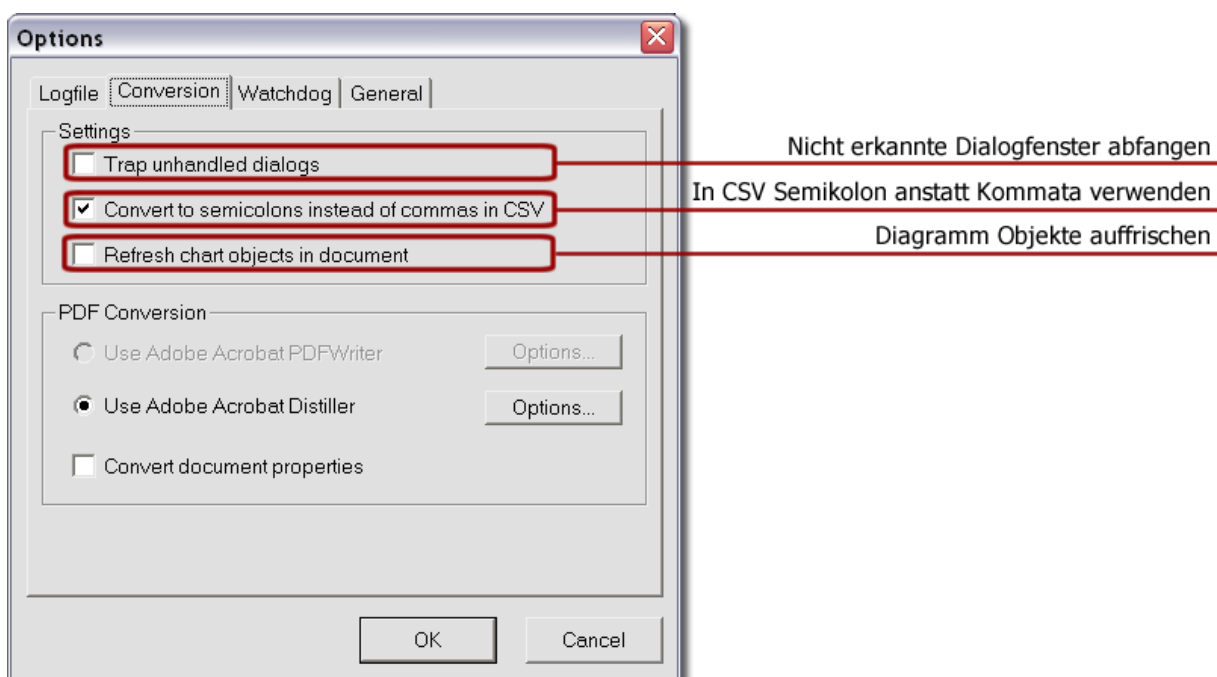 Options
Logfile Conversion Watchdog General
Settings
Trap unhandled dialogs
Nicht erkannte Dialogfenster abfangen
Convert to semicolons instead of commas in CSV
In CSV Semikolon anstatt Kommata verwenden
Refresh chart objects in document
Diagramm Objekte auffrischen
PDF Conversion
Use Adobe Acrobat PDFWriter Options...
Use Adobe Acrobat Distiller Options...
Convert document properties
OK Cancel